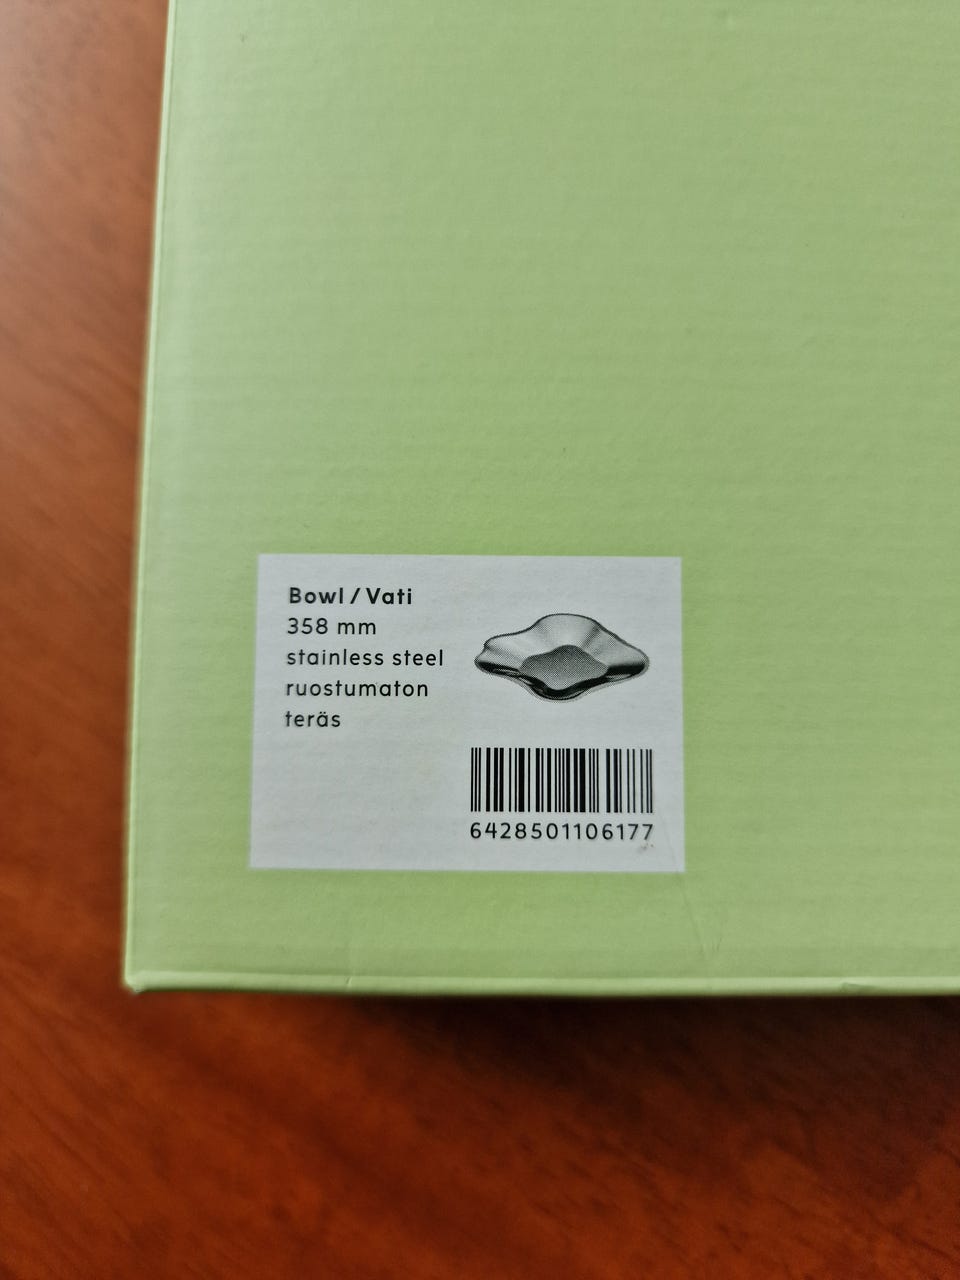 Bowl / Vati
358 mm
stainless steel
ruostumaton
teräs
6428501106177